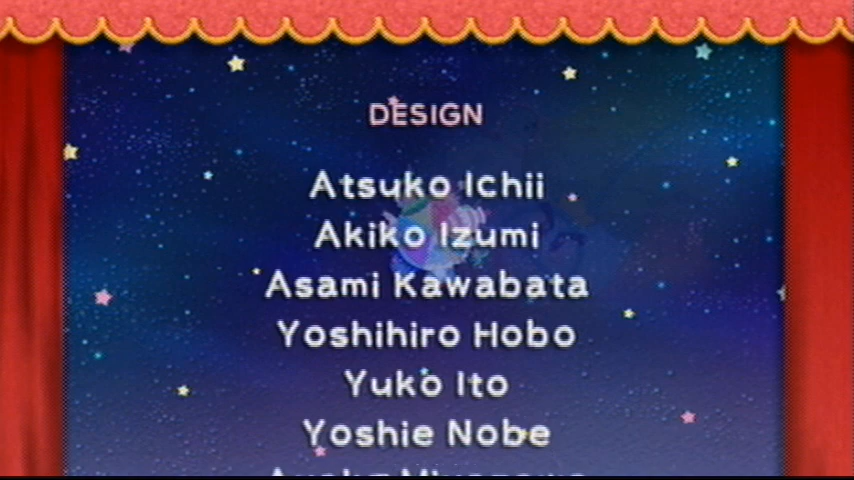 DESIGN
Atsuko Ichii
Akiko Izumi
Asami Kawabata
Yoshihiro Hobo
Yuko Ito
Yoshie Nobe